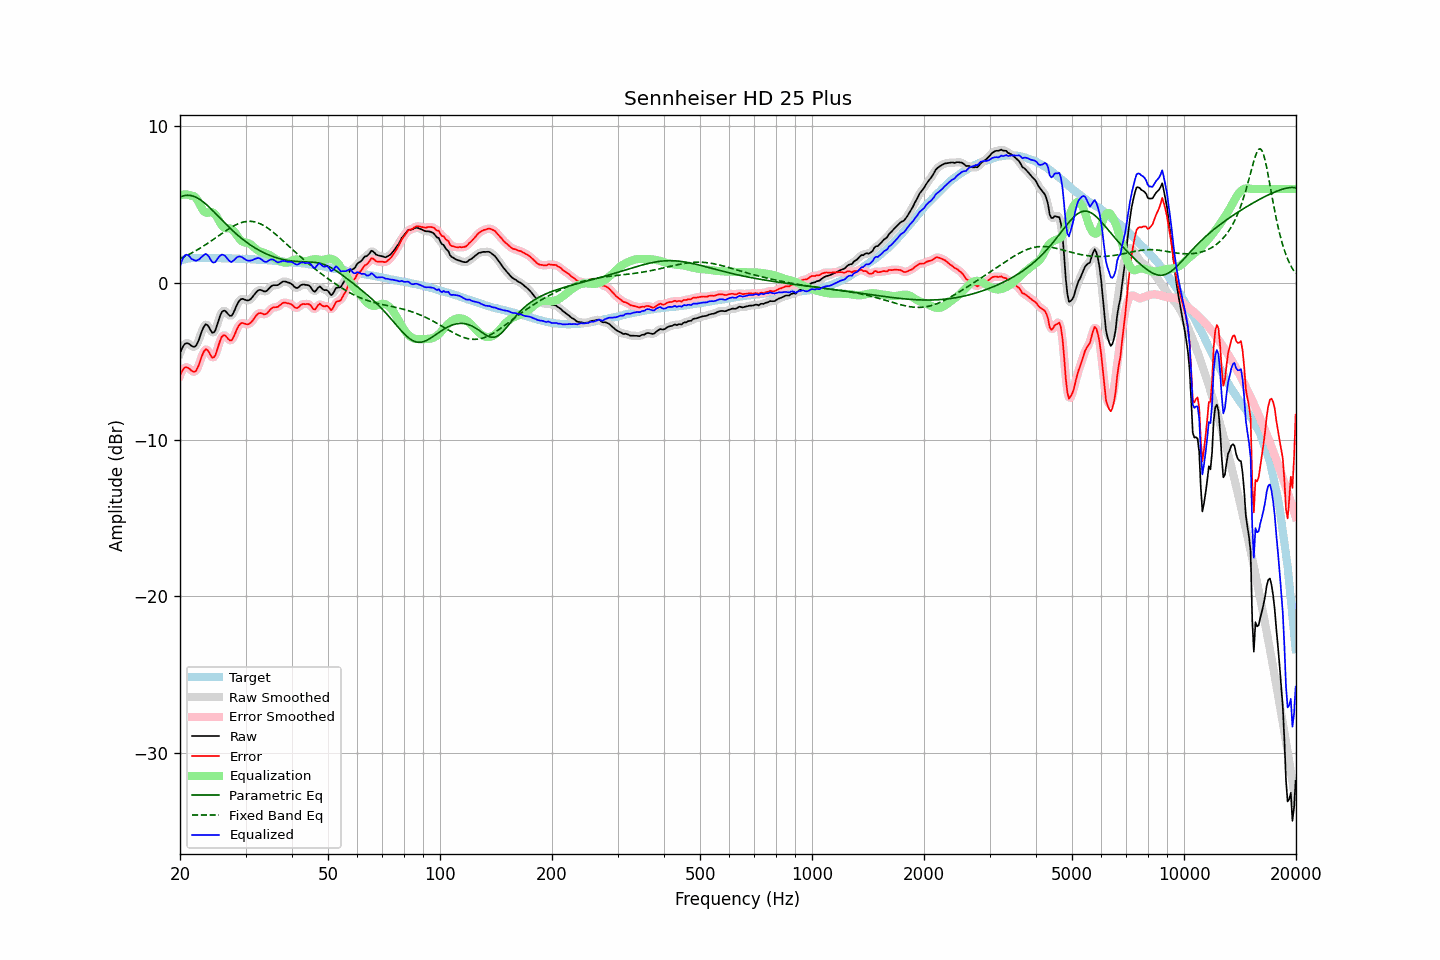 Sennheiser HD 25 Plus
10
0
−10
−20
−30
Amplitude (dBr)
Target
Raw Smoothed
Error Smoothed
Raw
Error
Equalization
Parametric Eq
Fixed Band Eq
Equalized
20 50 100 200 500 1000 2000 5000 10000 20000
Frequency (Hz)